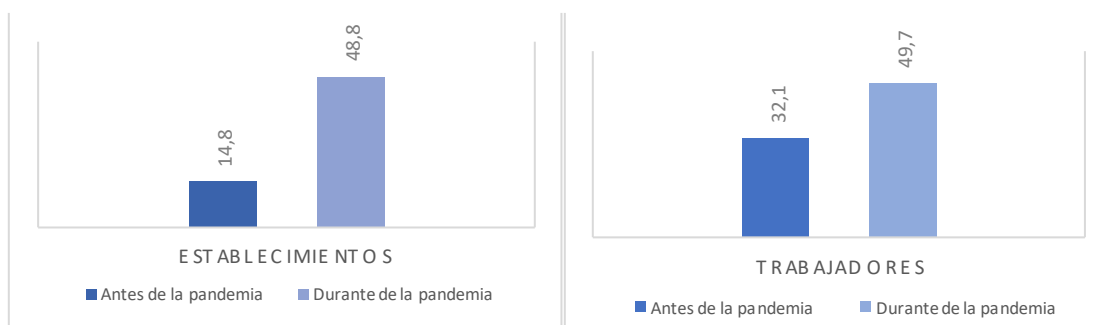 14,8
48,8
ESTABLECIMIENTOS
Antes de la pandemia
Durante de la pandemia
32,1
49,7
TRABAJADORES
Antes de la pandemia
Durante de la pandemia